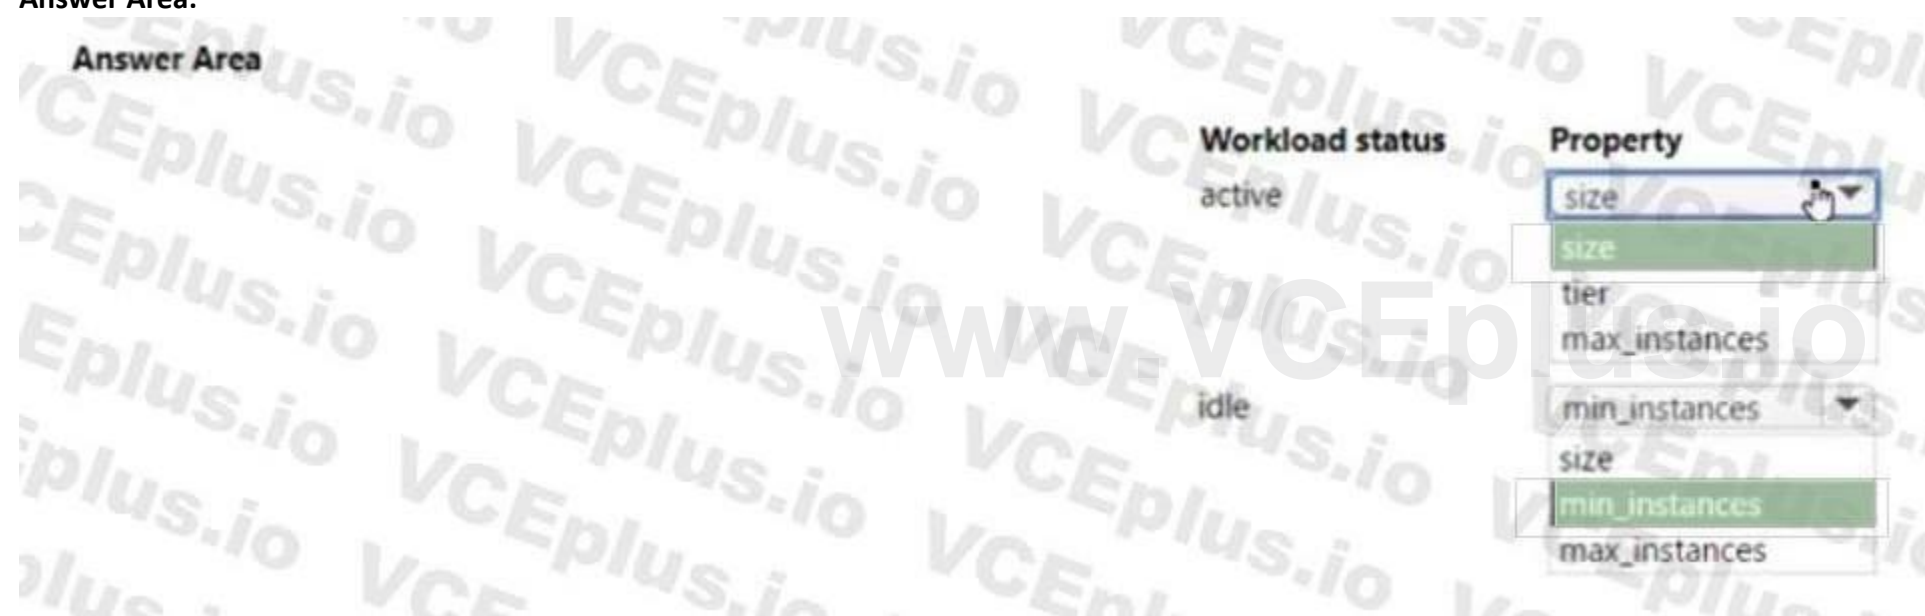 Answer Area:
Answer Area
Workload status Property
active size
size
tier
max_instances
idle min_instances
size
min_instances
max_instances
www.VCEplus.io